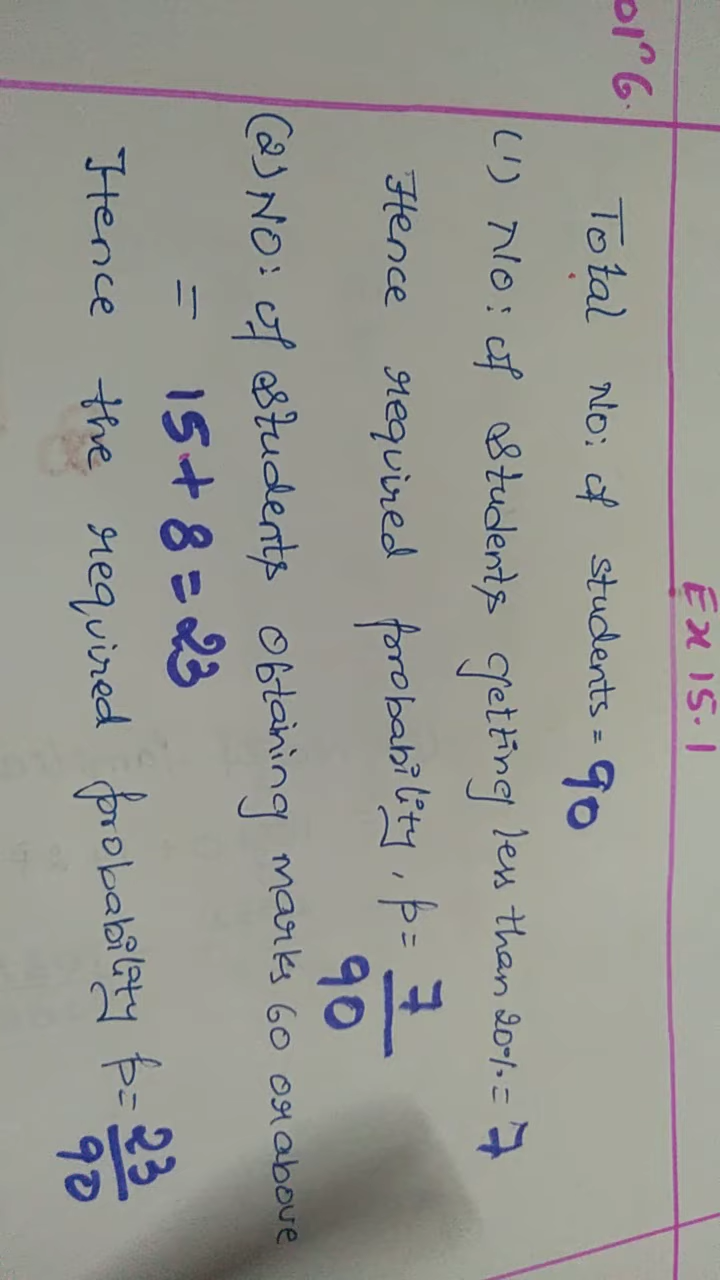 Ex 15.1
Solⁿ 6.
Total No: of students = 90
(1) No: of students getting less than 20% = 7
Hence required probability, p = 7/90
(2) No: of students obtaining marks 60 or above
= 15 + 8 = 23
Hence the required probability p = 23/90